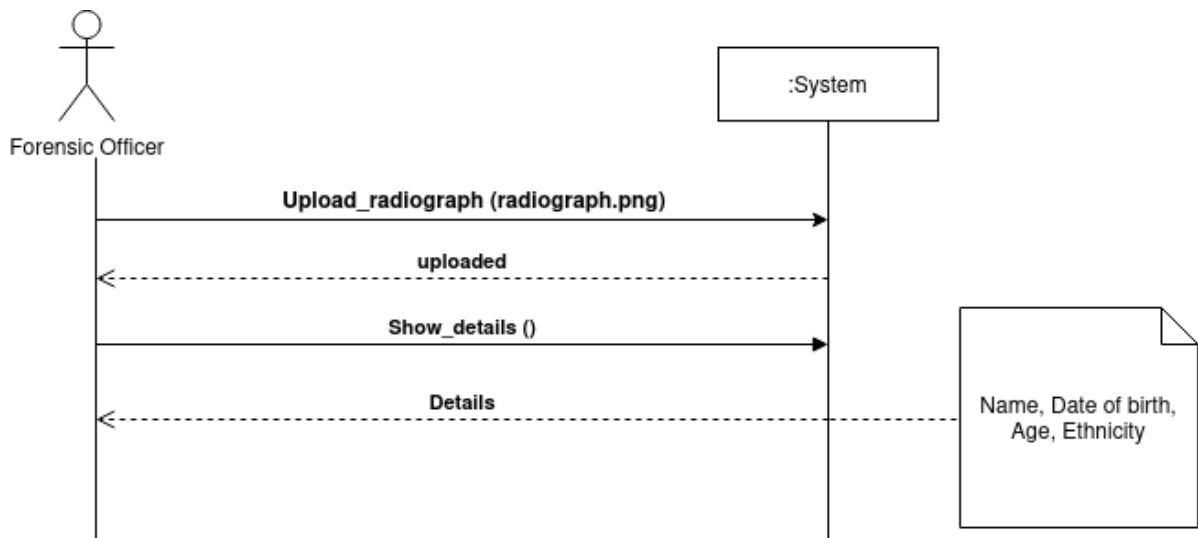 :System
Forensic Officer
Upload_radiograph (radiograph.png)
uploaded
Show_details ()
Details
Name, Date of birth,
Age, Ethnicity